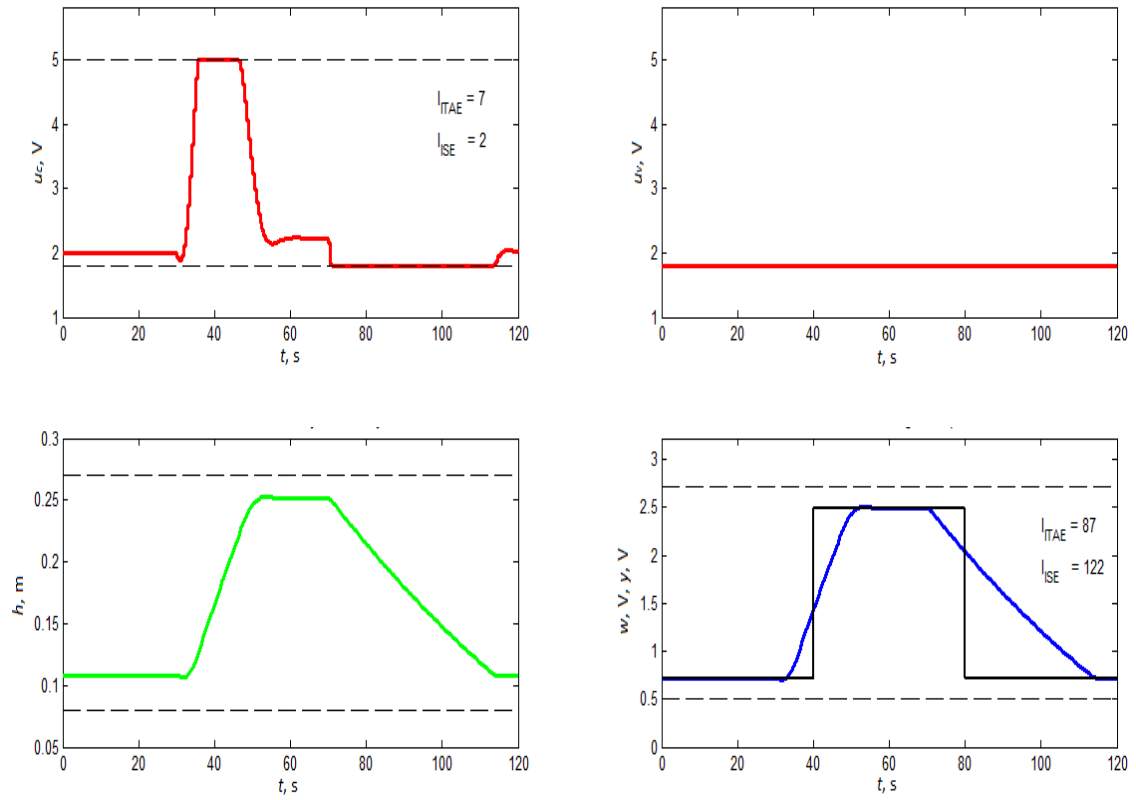 5
4
3
2
1
u_c, V
I_ITAE = 7
I_ISE = 2
0 20 40 60 80 100 120
t, s
5
4
3
2
1
u_v, V
0 20 40 60 80 100 120
t, s
0.3
0.25
0.2
0.15
0.1
0.05
h, m
0 20 40 60 80 100 120
t, s
3
2.5
2
1.5
1
0.5
0
w, V, y, V
I_ITAE = 87
I_ISE = 122
0 20 40 60 80 100 120
t, s